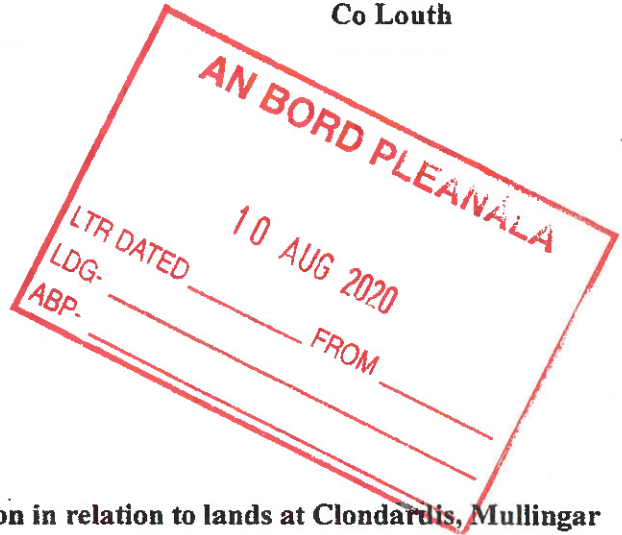 Co Louth
AN BORD PLEANÁLA
10 AUG 2020
LTR DATED FROM
LDG-
ABP-
on in relation to lands at Clondardis, Mullingar